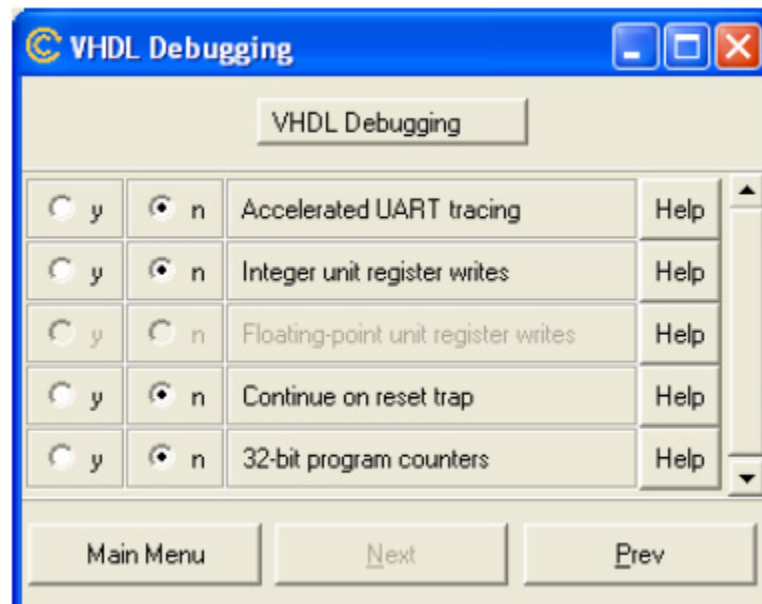 VHDL Debugging
VHDL Debugging
y n Accelerated UART tracing Help
y n Integer unit register writes Help
y n Floating-point unit register writes Help
y n Continue on reset trap Help
y n 32-bit program counters Help
Main Menu Next Prev